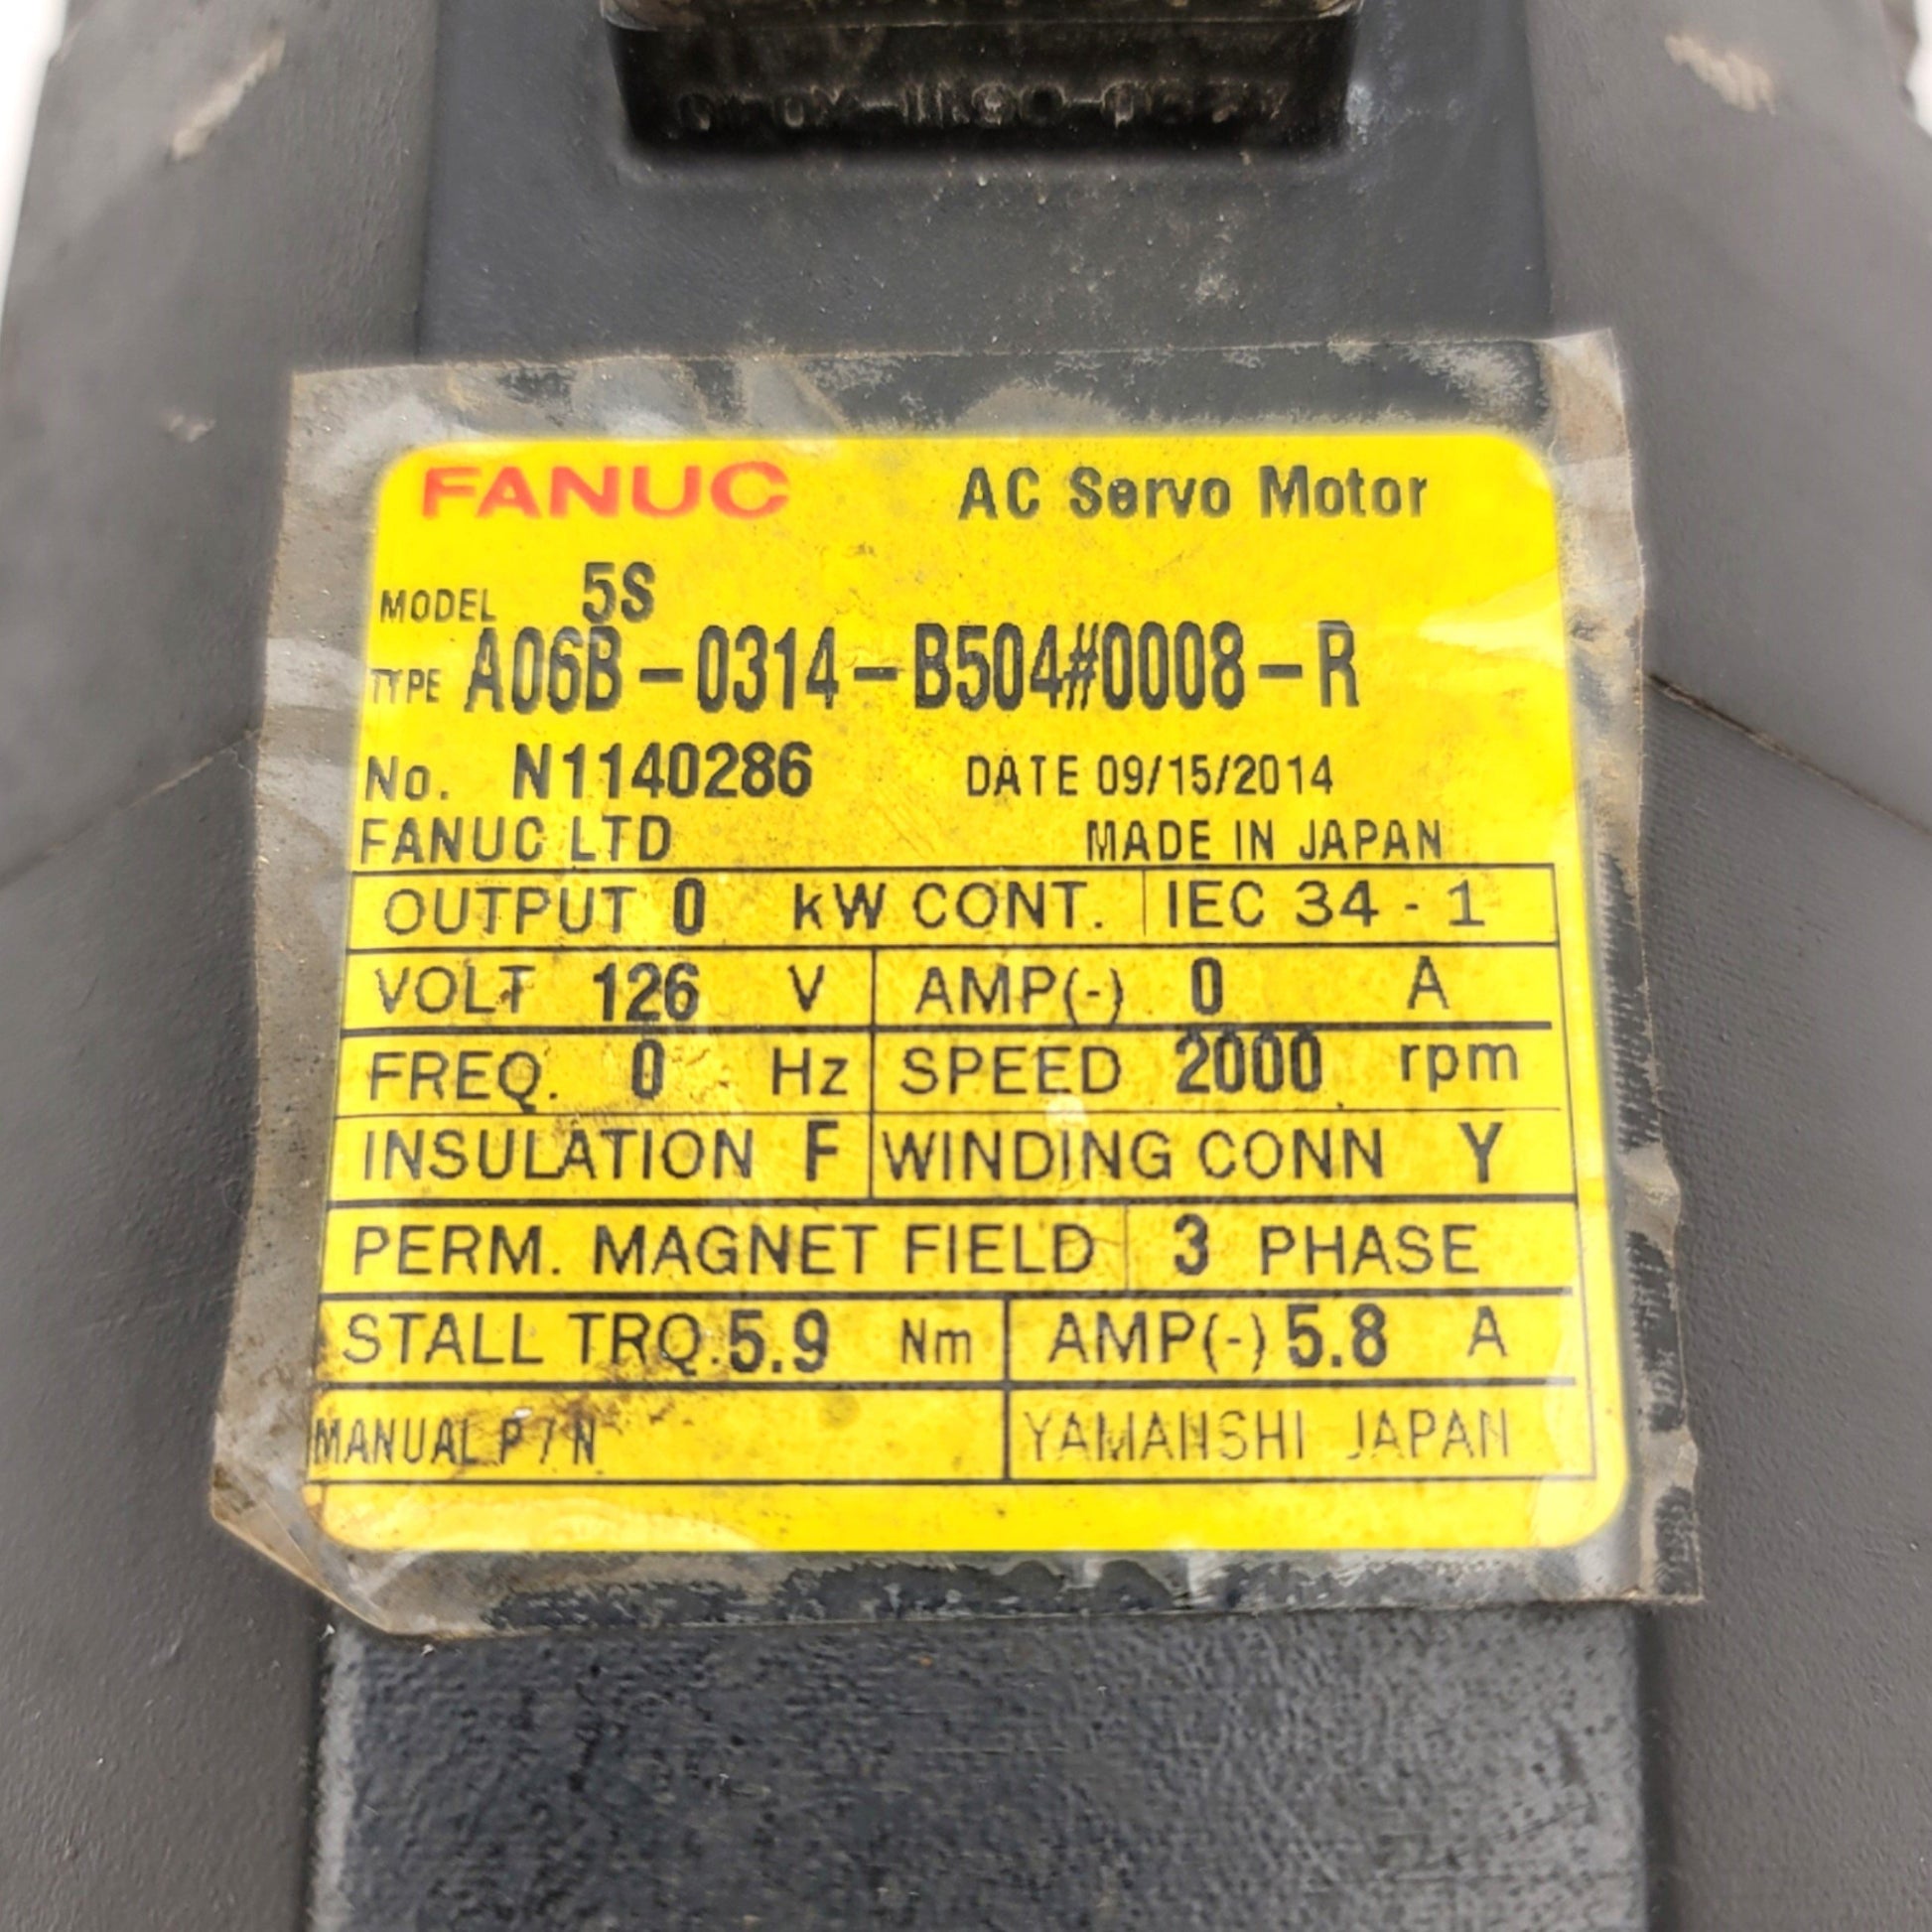 FANUC AC Servo Motor
MODEL 5S
TYPE A06B-0314-B504#0008-R
No. N1140286 DATE 09/15/2014
FANUC LTD MADE IN JAPAN
OUTPUT 0 kW CONT. IEC 34-1
VOLT 126 V AMP(~) 0 A
FREQ. 0 Hz SPEED 2000 rpm
INSULATION F WINDING CONN Y
PERM. MAGNET FIELD 3 PHASE
STALL TRQ. 5.9 Nm AMP(~) 5.8 A
MANUAL P/N YAMANSHI JAPAN